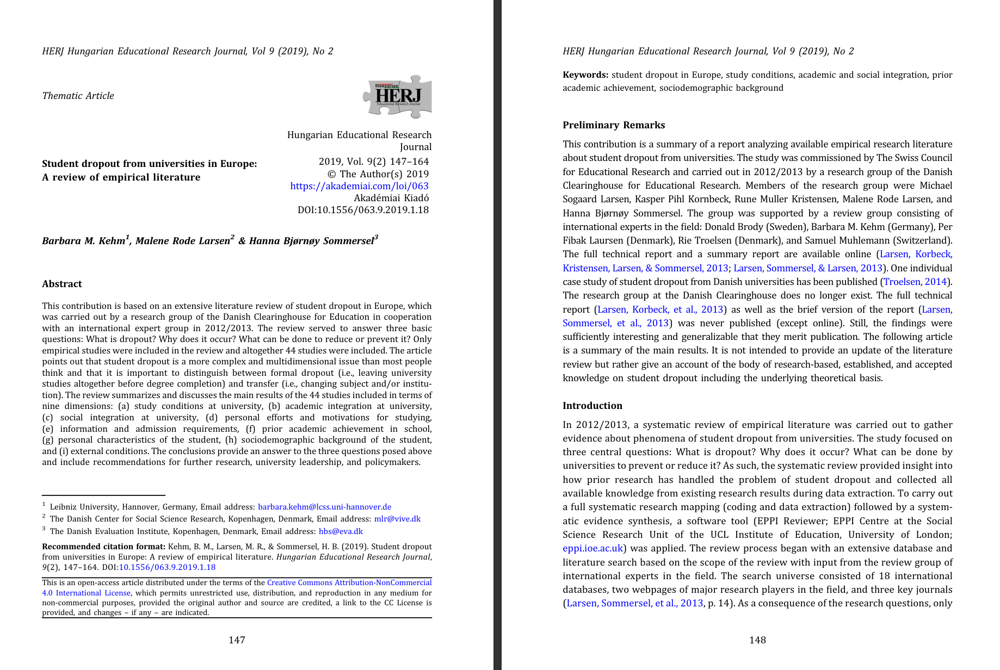 HERJ Hungarian Educational Research Journal, Vol 9 (2019), No 2
Thematic Article
Hungarian
HERJ
Educational Research Journal
Hungarian Educational Research
Journal
Student dropout from universities in Europe:
A review of empirical literature
2019, Vol. 9(2) 147–164
© The Author(s) 2019
https://akademiai.com/loi/063
Akadémiai Kiadó
DOI:10.1556/063.9.2019.1.18
Barbara M. Kehm1, Malene Rode Larsen2 & Hanna Bjørnøy Sommersel3
Abstract
This contribution is based on an extensive literature review of student dropout in Europe, which
was carried out by a research group of the Danish Clearinghouse for Education in cooperation
with an international expert group in 2012/2013. The review served to answer three basic
questions: What is dropout? Why does it occur? What can be done to reduce or prevent it? Only
empirical studies were included in the review and altogether 44 studies were included. The article
points out that student dropout is a more complex and multidimensional issue than most people
think and that it is important to distinguish between formal dropout (i.e., leaving university
studies altogether before degree completion) and transfer (i.e., changing subject and/or institu-
tion). The review summarizes and discusses the main results of the 44 studies included in terms of
nine dimensions: (a) study conditions at university, (b) academic integration at university,
(c) social integration at university, (d) personal efforts and motivations for studying,
(e) information and admission requirements, (f) prior academic achievement in school,
(g) personal characteristics of the student, (h) sociodemographic background of the student,
and (i) external conditions. The conclusions provide an answer to the three questions posed above
and include recommendations for further research, university leadership, and policymakers.
1 Leibniz University, Hannover, Germany, Email address: barbara.kehm@lcss.uni-hannover.de
2 The Danish Center for Social Science Research, Kopenhagen, Denmark, Email address: mlr@vive.dk
3 The Danish Evaluation Institute, Kopenhagen, Denmark, Email address: hbs@eva.dk
Recommended citation format: Kehm, B. M., Larsen, M. R., & Sommersel, H. B. (2019). Student dropout
from universities in Europe: A review of empirical literature. Hungarian Educational Research Journal,
9(2), 147–164. DOI:10.1556/063.9.2019.1.18
This is an open-access article distributed under the terms of the Creative Commons Attribution-NonCommercial
4.0 International License, which permits unrestricted use, distribution, and reproduction in any medium for
non-commercial purposes, provided the original author and source are credited, a link to the CC License is
provided, and changes – if any – are indicated.
147
HERJ Hungarian Educational Research Journal, Vol 9 (2019), No 2
Keywords: student dropout in Europe, study conditions, academic and social integration, prior
academic achievement, sociodemographic background
Preliminary Remarks
This contribution is a summary of a report analyzing available empirical research literature
about student dropout from universities. The study was commissioned by The Swiss Council
for Educational Research and carried out in 2012/2013 by a research group of the Danish
Clearinghouse for Educational Research. Members of the research group were Michael
Sogaard Larsen, Kasper Pihl Kornbeck, Rune Muller Kristensen, Malene Rode Larsen, and
Hanna Bjørnøy Sommersel. The group was supported by a review group consisting of
international experts in the field: Donald Brody (Sweden), Barbara M. Kehm (Germany), Per
Fibak Laursen (Denmark), Rie Troelsen (Denmark), and Samuel Muhlemann (Switzerland).
The full technical report and a summary report are available online (Larsen, Korbeck,
Kristensen, Larsen, & Sommersel, 2013; Larsen, Sommersel, & Larsen, 2013). One individual
case study of student dropout from Danish universities has been published (Troelsen, 2014).
The research group at the Danish Clearinghouse does no longer exist. The full technical
report (Larsen, Korbeck, et al., 2013) as well as the brief version of the report (Larsen,
Sommersel, et al., 2013) was never published (except online). Still, the findings were
sufficiently interesting and generalizable that they merit publication. The following article
is a summary of the main results. It is not intended to provide an update of the literature
review but rather give an account of the body of research-based, established, and accepted
knowledge on student dropout including the underlying theoretical basis.
Introduction
In 2012/2013, a systematic review of empirical literature was carried out to gather
evidence about phenomena of student dropout from universities. The study focused on
three central questions: What is dropout? Why does it occur? What can be done by
universities to prevent or reduce it? As such, the systematic review provided insight into
how prior research has handled the problem of student dropout and collected all
available knowledge from existing research results during data extraction. To carry out
a full systematic research mapping (coding and data extraction) followed by a system-
atic evidence synthesis, a software tool (EPPI Reviewer; EPPI Centre at the Social
Science Research Unit of the UCL Institute of Education, University of London;
eppi.ioe.ac.uk) was applied. The review process began with an extensive database and
literature search based on the scope of the review with input from the review group of
international experts in the field. The search universe consisted of 18 international
databases, two webpages of major research players in the field, and three key journals
(Larsen, Sommersel, et al., 2013, p. 14). As a consequence of the research questions, only
148